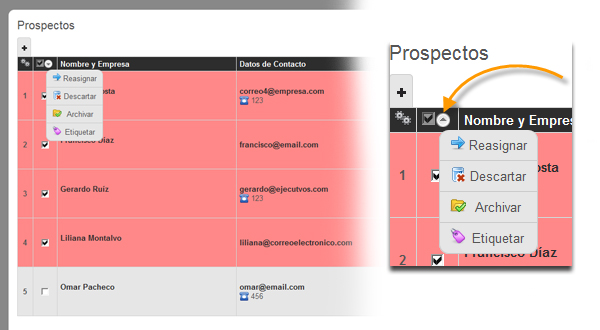 Prospectos
+
Nombre y Empresa Datos de Contacto
Reasignar
Descartar
Archivar
Etiquetar
1 osta correo4@empresa.com
123
2 Francisco Díaz francisco@email.com
3 Gerardo Ruiz gerardo@ejecutvos.com
123
4 Liliana Montalvo liliana@correoelectronico.com
5 Omar Pacheco omar@email.com
456
Prospectos
+
Nombre y Empres
Reasignar
1 osta
Descartar
Archivar
Etiquetar
2 Francisco Díaz